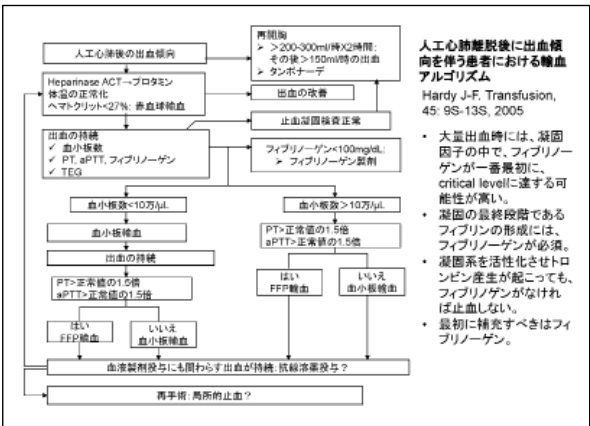 人工心肺後の出血傾向
Heparinase ACT→プロタミン
体温の正常化
ヘマトクリット<27%: 赤血球輸血
出血の持続
✓ 血小板数
✓ PT, aPTT, フィブリノーゲン
✓ TEG
再開胸
➢ >200-300ml/時X2時間;
その後>150ml/時の出血
➢ タンポナーデ
出血の改善
止血凝固検査正常
フィブリノーゲン<100mg/dL:
➢ フィブリノーゲン製剤
血小板数<10万/μL
血小板輸血
出血の持続
PT>正常値の1.5倍
aPTT>正常値の1.5倍
はい
FFP輸血
いいえ
血小板輸血
血小板数>10万/μL
PT>正常値の1.5倍
aPTT>正常値の1.5倍
はい
FFP輸血
いいえ
血小板輸血
血液製剤投与にも関わらず出血が持続: 抗線溶薬投与?
再手術: 局所的止血?
人工心肺離脱後に出血傾
向を伴う患者における輸血
アルゴリズム
Hardy J-F, Transfusion,
45: 9S-13S, 2005
• 大量出血時には、凝固
因子の中で、フィブリノー
ゲンが一番最初に、
critical levelに達する可
能性が高い。
• 凝固の最終段階である
フィブリンの形成には、
フィブリノーゲンが必須。
• 凝固系を活性化させトロ
ンビン産生が起こっても、
フィブリノゲンがなけれ
ば止血しない。
• 最初に補充すべきはフィ
ブリノーゲン。